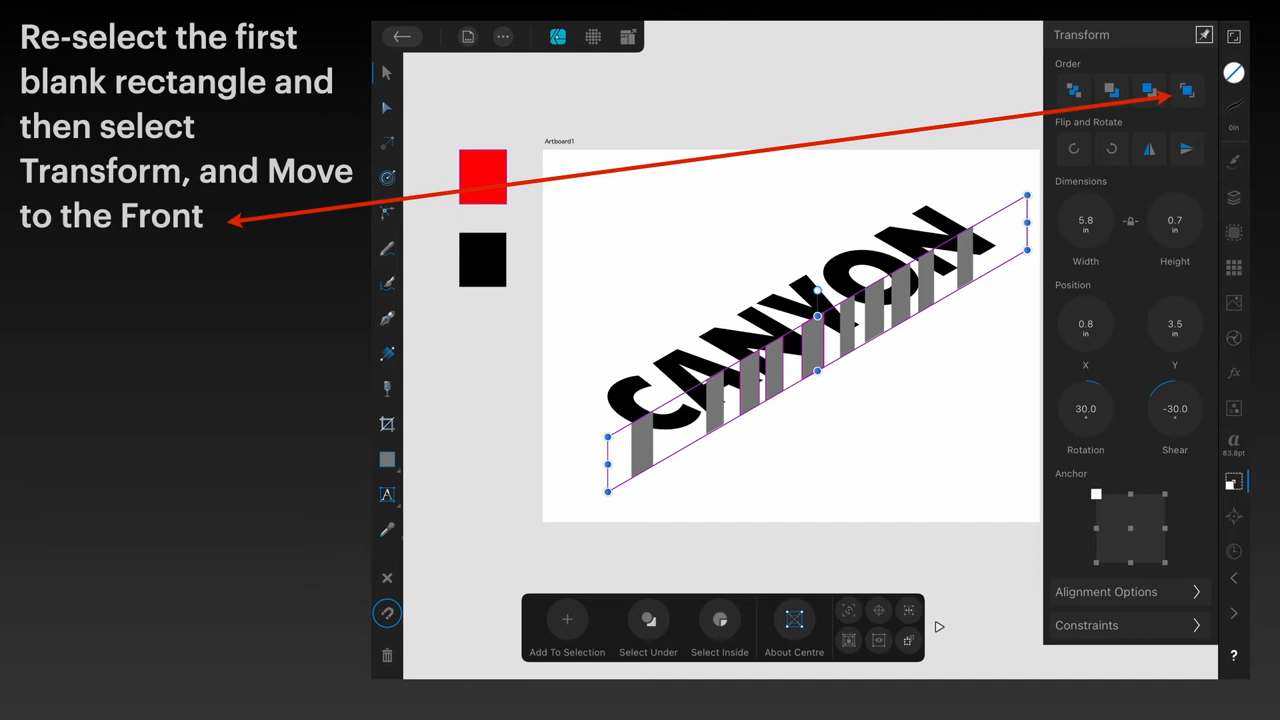 Re-select the first
blank rectangle and
then select
Transform, and Move
to the Front
Transform
Order
0in
Flip and Rotate
Artboard1
Dimensions
5.8
in
0.7
in
Width
Height
Position
CANYON
0.8
in
3.5
in
X
Y
fx
30.0
°
-30.0
°
Rotation
Shear
a
83.8pt
Anchor
A
Alignment Options
Constraints
Add To Selection
Select Under
Select Inside
About Centre
?